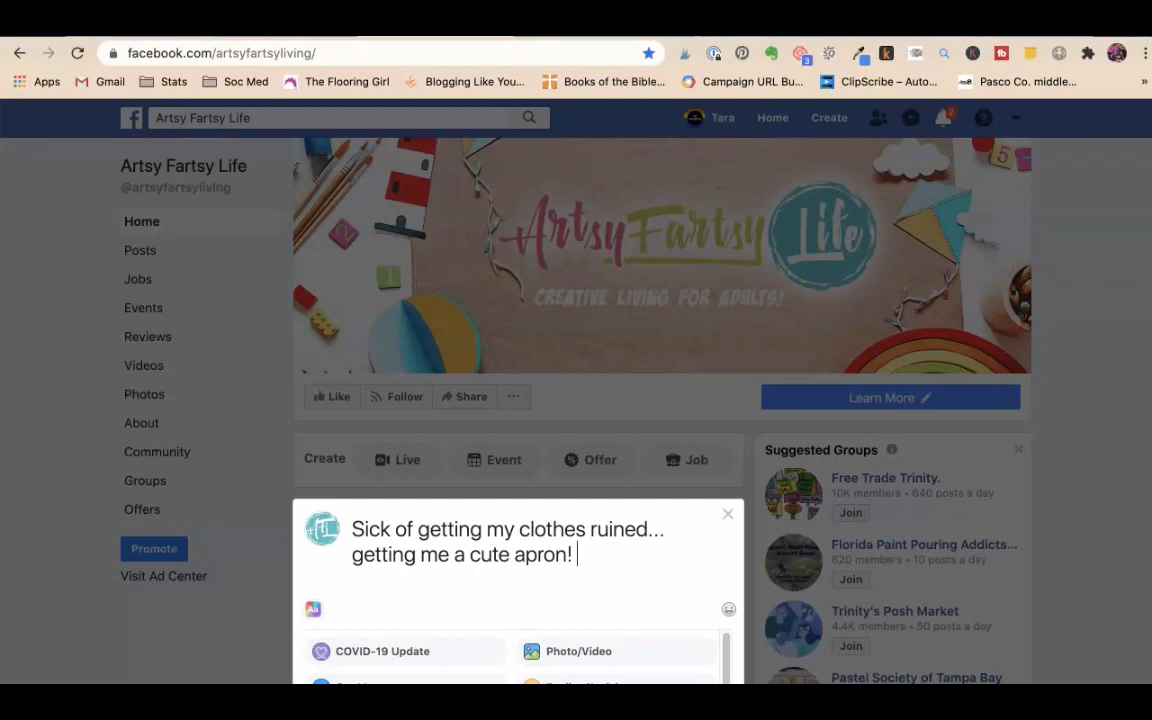 facebook.com/artsyfartsyliving/
3
Apps Gmail Stats Soc Med The Flooring Girl Blogging Like You... Books of the Bible... Campaign URL Bu... ClipScribe – Auto... Pasco Co. middle... »
Artsy Fartsy Life
Tara Home Create 2
Artsy Fartsy Life
@artsyfartsyliving
Home
Posts
Jobs
Events
Reviews
Videos
Photos
About
Community
Groups
Offers
Promote
Visit Ad Center
Artsy Fartsy Life
CREATIVE LIVING FOR ADULTS!
Like Follow Share ... Learn More
Create Live Event Offer Job
Sick of getting my clothes ruined...
getting me a cute apron!
Aa
COVID-19 Update Photo/Video
Suggested Groups
Free Trade Trinity.
10K members • 640 posts a day
Join
Florida Paint Pouring Addicts...
620 members • 10 posts a day
Join
Trinity's Posh Market
4.4K members • 50 posts a day
Join
Pastel Society of Tampa Bay